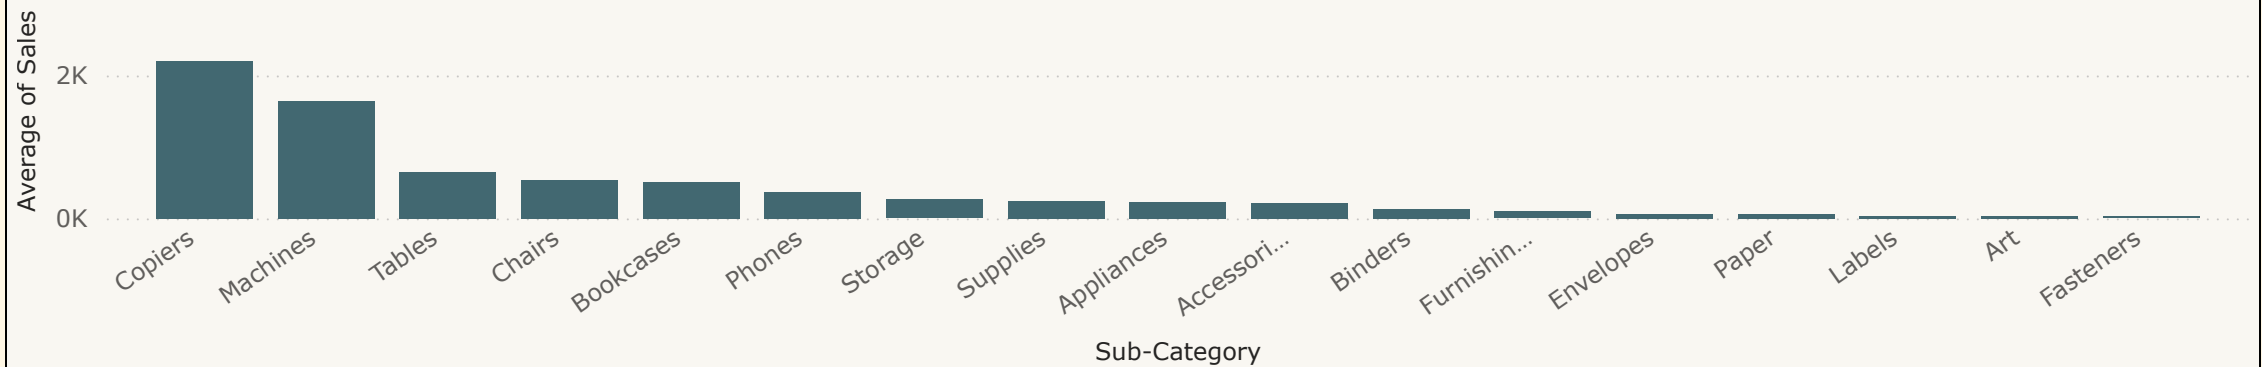 Average of Sales
2K
0K
Copiers
Machines
Tables
Chairs
Bookcases
Phones
Storage
Supplies
Appliances
Accessori...
Binders
Furnishin...
Envelopes
Paper
Labels
Art
Fasteners
Sub-Category